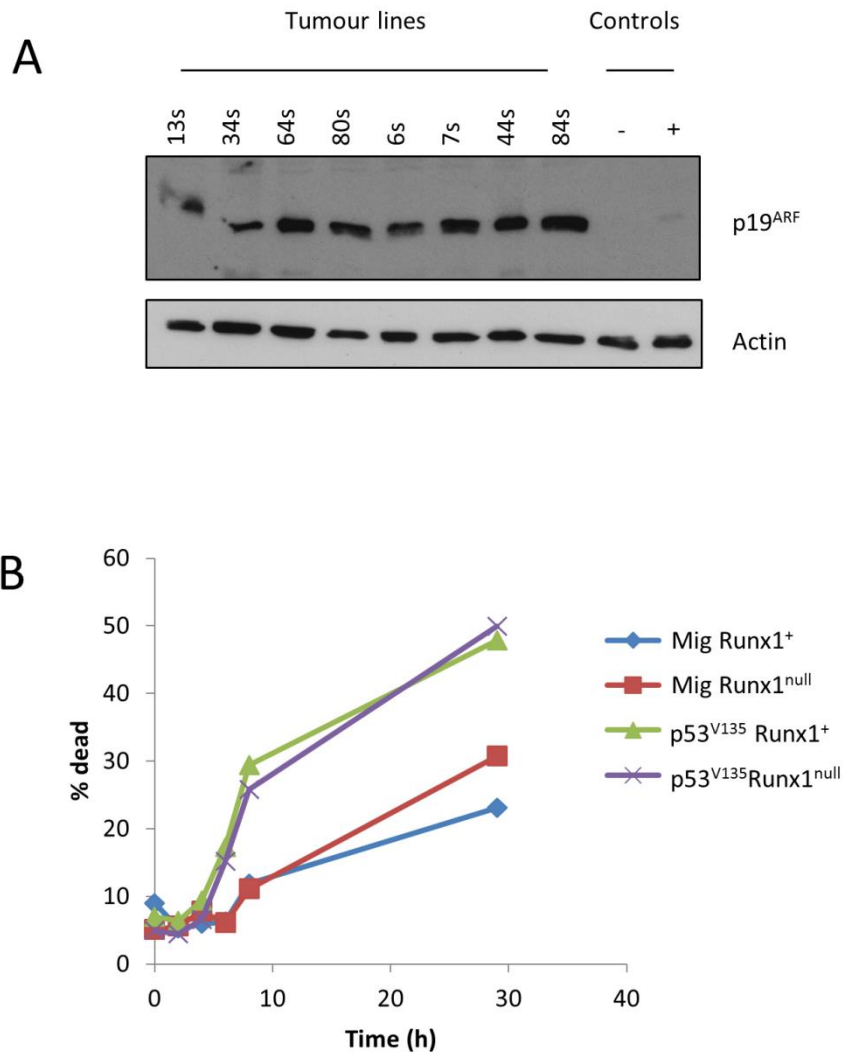 A
Tumour lines
Controls
13s 34s 64s 80s 6s 7s 44s 84s - +
p19ᴬᴿᶠ
Actin
B
60
50
40
30
20
10
0
% dead
0 10 20 30 40
Time (h)
Mig Runx1⁺
Mig Runx1ⁿᵘˡˡ
p53ⱽ¹³⁵ Runx1⁺
p53ⱽ¹³⁵Runx1ⁿᵘˡˡ